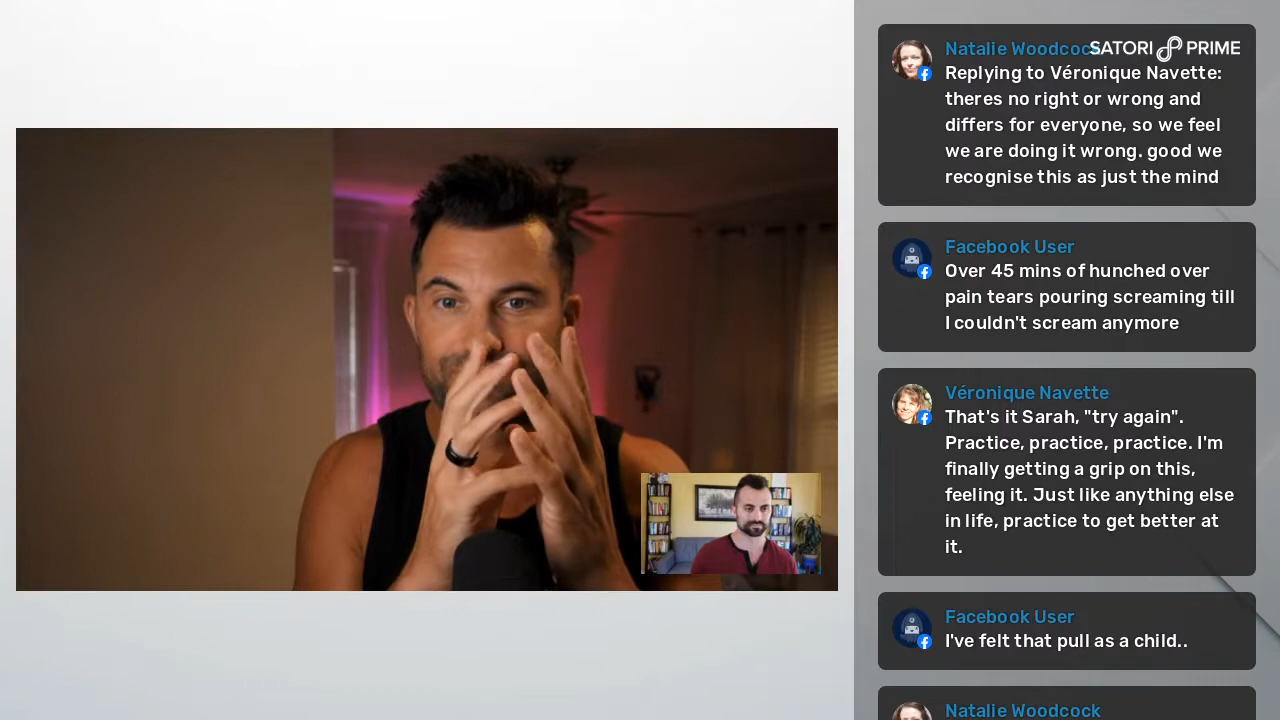 Natalie Woodcock
SATORI PRIME
Replying to Véronique Navette:
theres no right or wrong and
differs for everyone, so we feel
we are doing it wrong. good we
recognise this as just the mind
Facebook User
Over 45 mins of hunched over
pain tears pouring screaming till
I couldn't scream anymore
Véronique Navette
That's it Sarah, "try again".
Practice, practice, practice. I'm
finally getting a grip on this,
feeling it. Just like anything else
in life, practice to get better at
it.
Facebook User
I've felt that pull as a child..
Natalie Woodcock